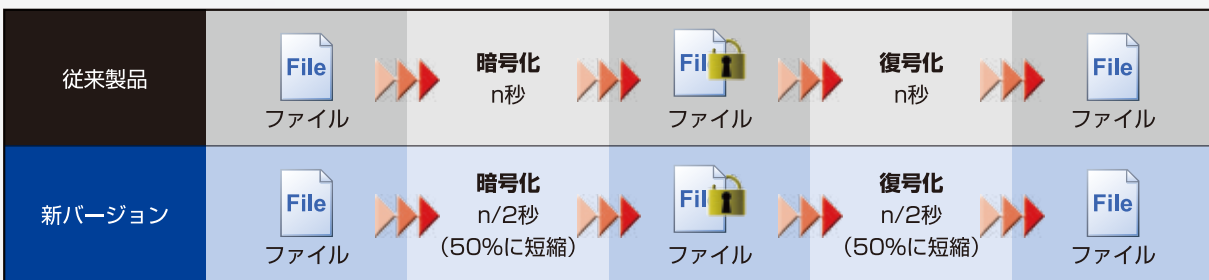 従来製品
File
ファイル
暗号化
n秒
File
ファイル
復号化
n秒
File
ファイル
新バージョン
File
ファイル
暗号化
n/2秒
（50%に短縮）
File
ファイル
復号化
n/2秒
（50%に短縮）
File
ファイル